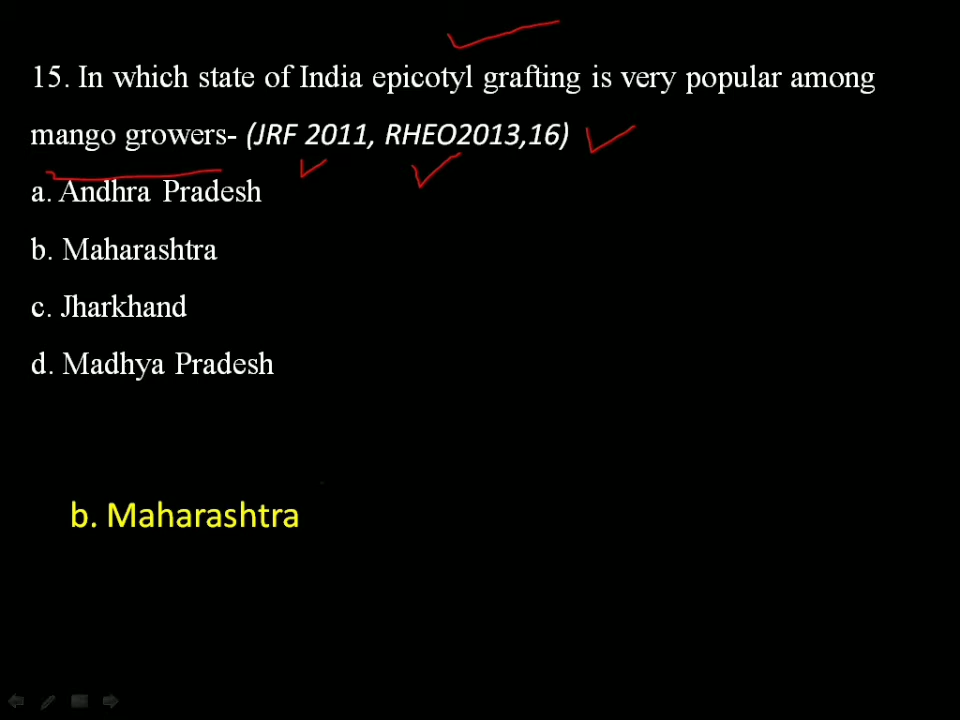 15. In which state of India epicotyl grafting is very popular among
mango growers- (JRF 2011, RHEO2013,16)
a. Andhra Pradesh
b. Maharashtra
c. Jharkhand
d. Madhya Pradesh
b. Maharashtra